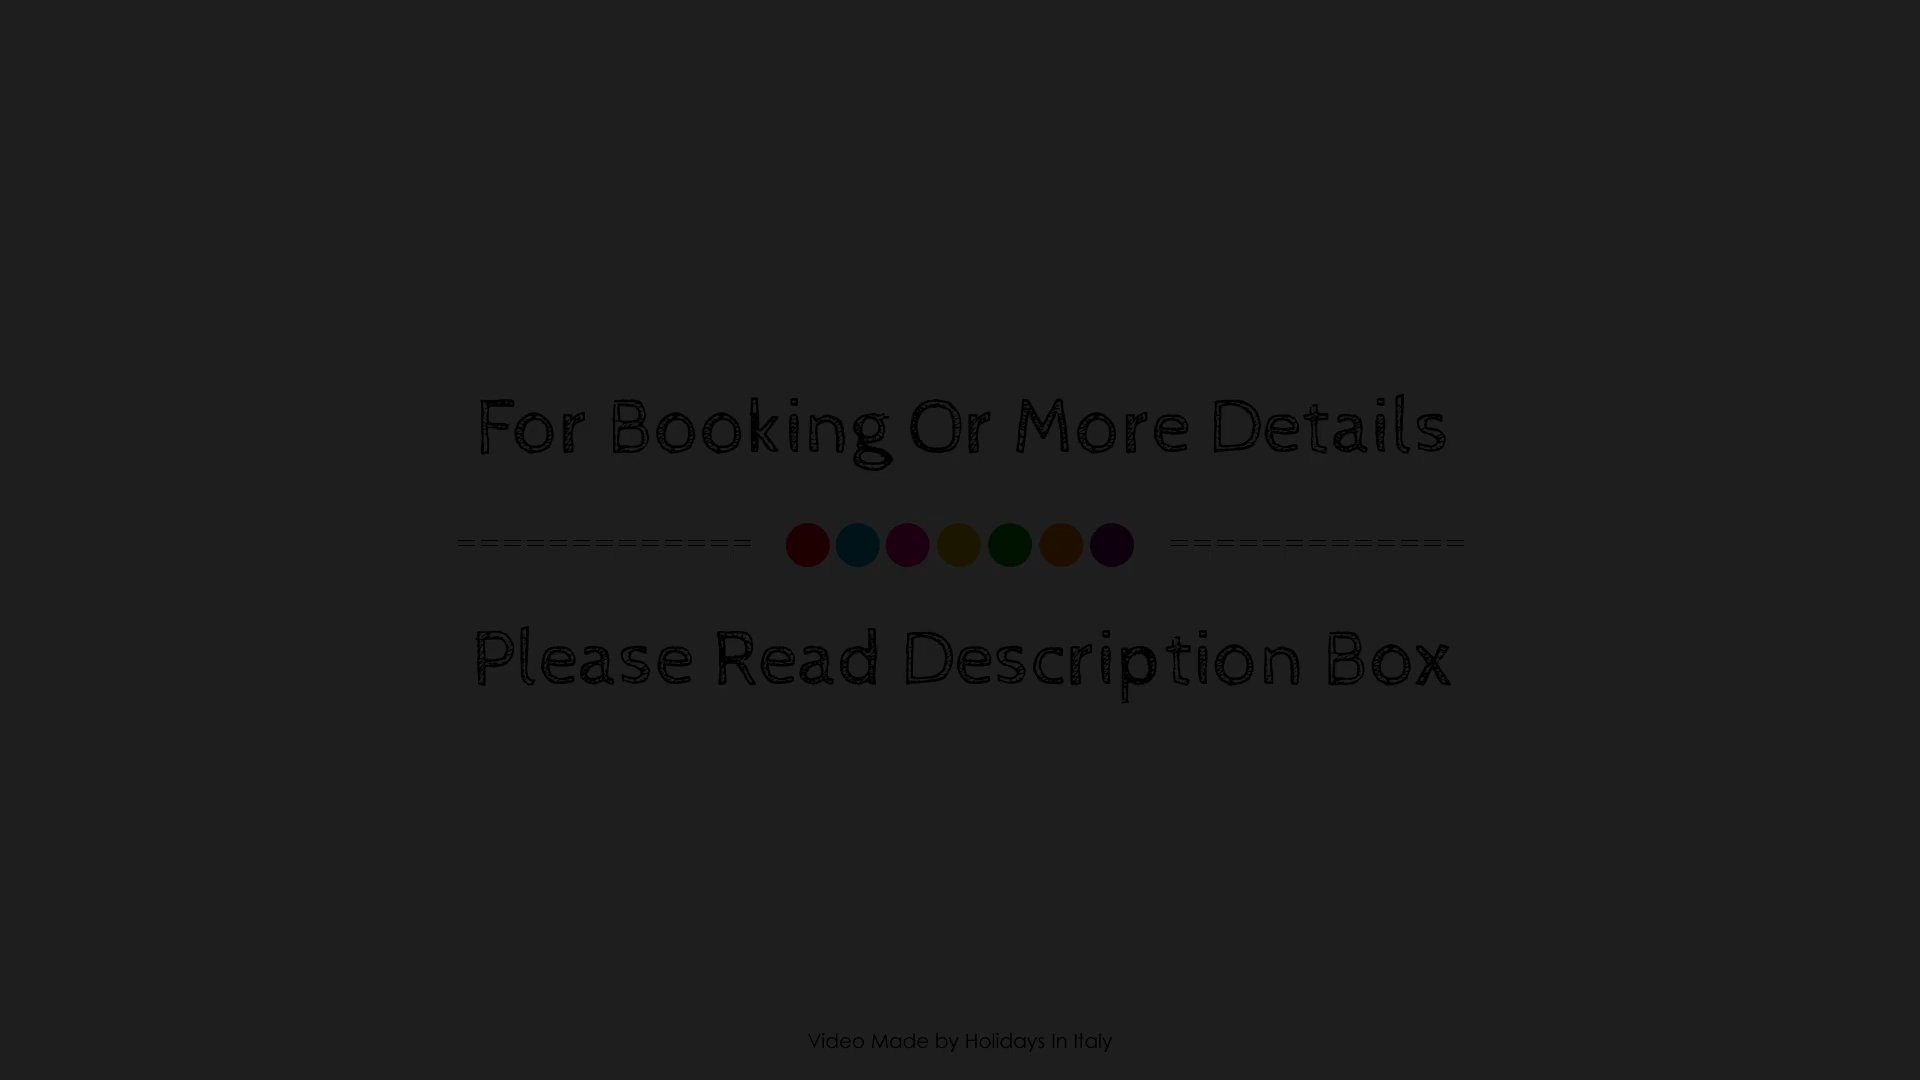 For Booking Or More Details
============= =============
Please Read Description Box
Video Made by Holidays In Italy